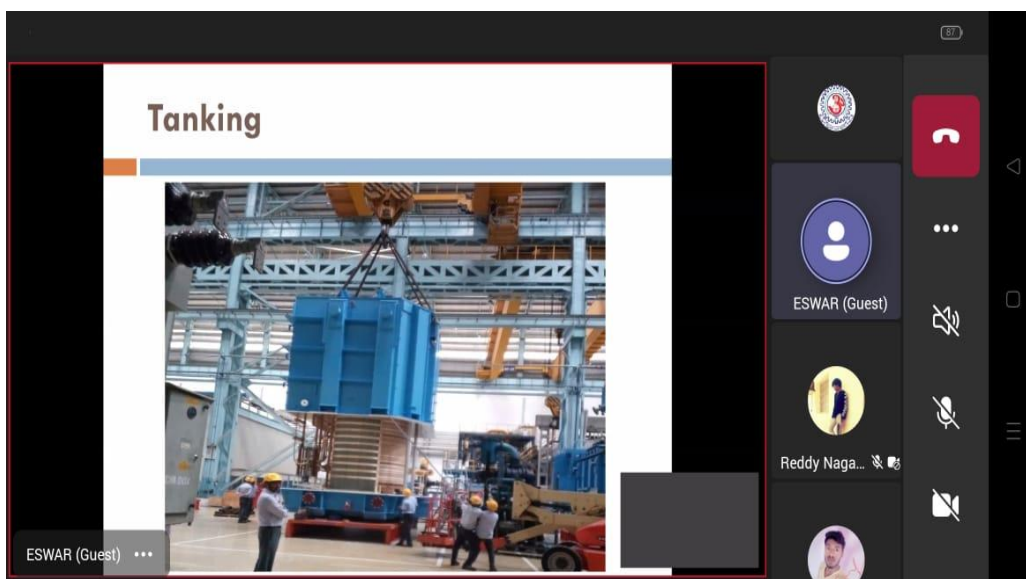 87
Tanking
ESWAR (Guest)
Reddy Naga...
ESWAR (Guest) •••